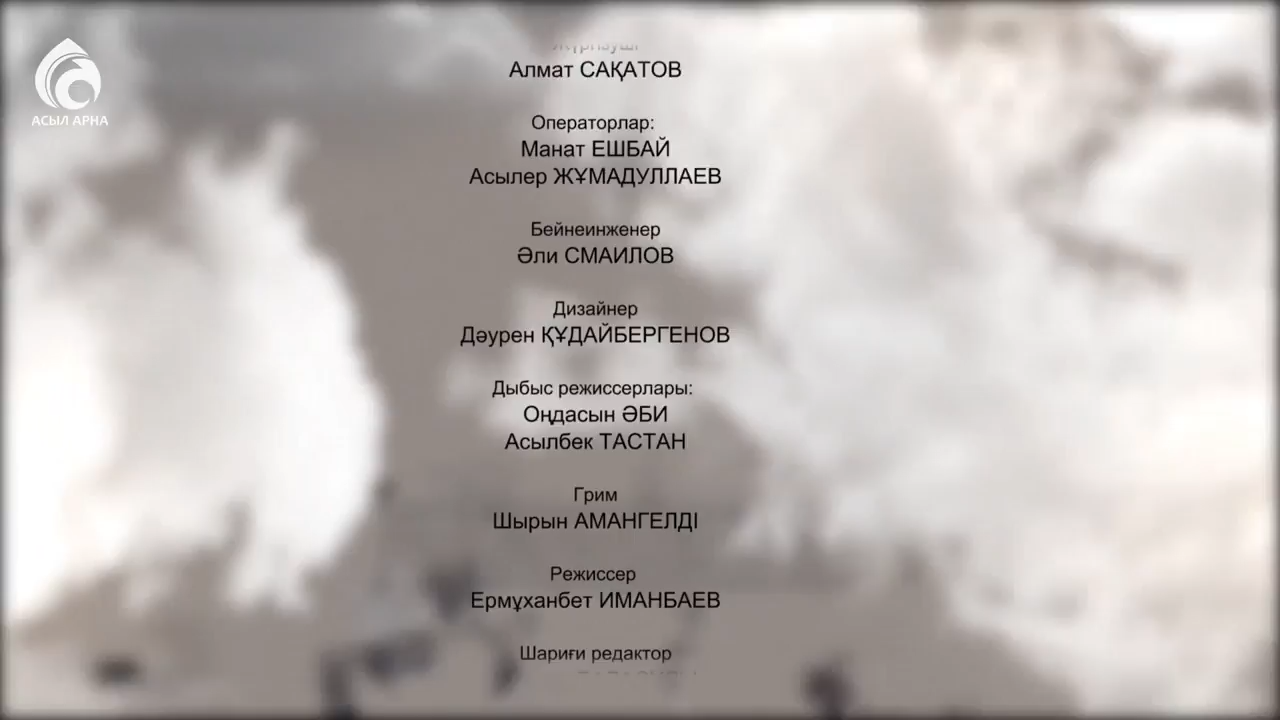 АСЫЛ АРНА
Жүргізуші
Алмат САҚАТОВ
Операторлар:
Манат ЕШБАЙ
Асылер ЖҰМАДУЛЛАЕВ
Бейнеинженер
Әли СМАИЛОВ
Дизайнер
Дәурен ҚҰДАЙБЕРГЕНОВ
Дыбыс режиссерлары:
Оңдасын ӘБИ
Асылбек ТАСТАН
Грим
Шырын АМАНГЕЛДІ
Режиссер
Ермұханбет ИМАНБАЕВ
Шариғи редактор